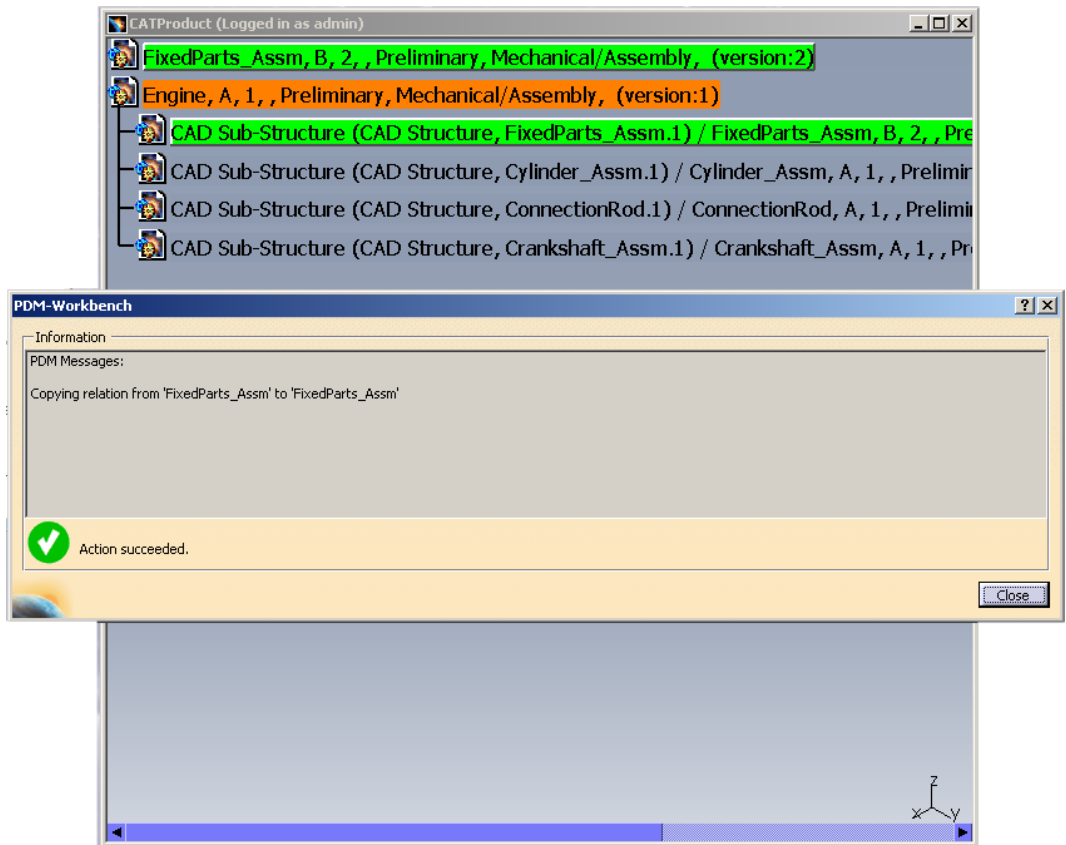 CATProduct (Logged in as admin)
FixedParts_Assm, B, 2, , Preliminary, Mechanical/Assembly, (version:2)
Engine, A, 1, , Preliminary, Mechanical/Assembly, (version:1)
CAD Sub-Structure (CAD Structure, FixedParts_Assm.1) / FixedParts_Assm, B, 2, , Pre
CAD Sub-Structure (CAD Structure, Cylinder_Assm.1) / Cylinder_Assm, A, 1, , Prelimir
CAD Sub-Structure (CAD Structure, ConnectionRod.1) / ConnectionRod, A, 1, , Prelimi
CAD Sub-Structure (CAD Structure, Crankshaft_Assm.1) / Crankshaft_Assm, A, 1, , Pr
PDM-Workbench
Information
PDM Messages:
Copying relation from 'FixedParts_Assm' to 'FixedParts_Assm'
Action succeeded.
Close
z
x y